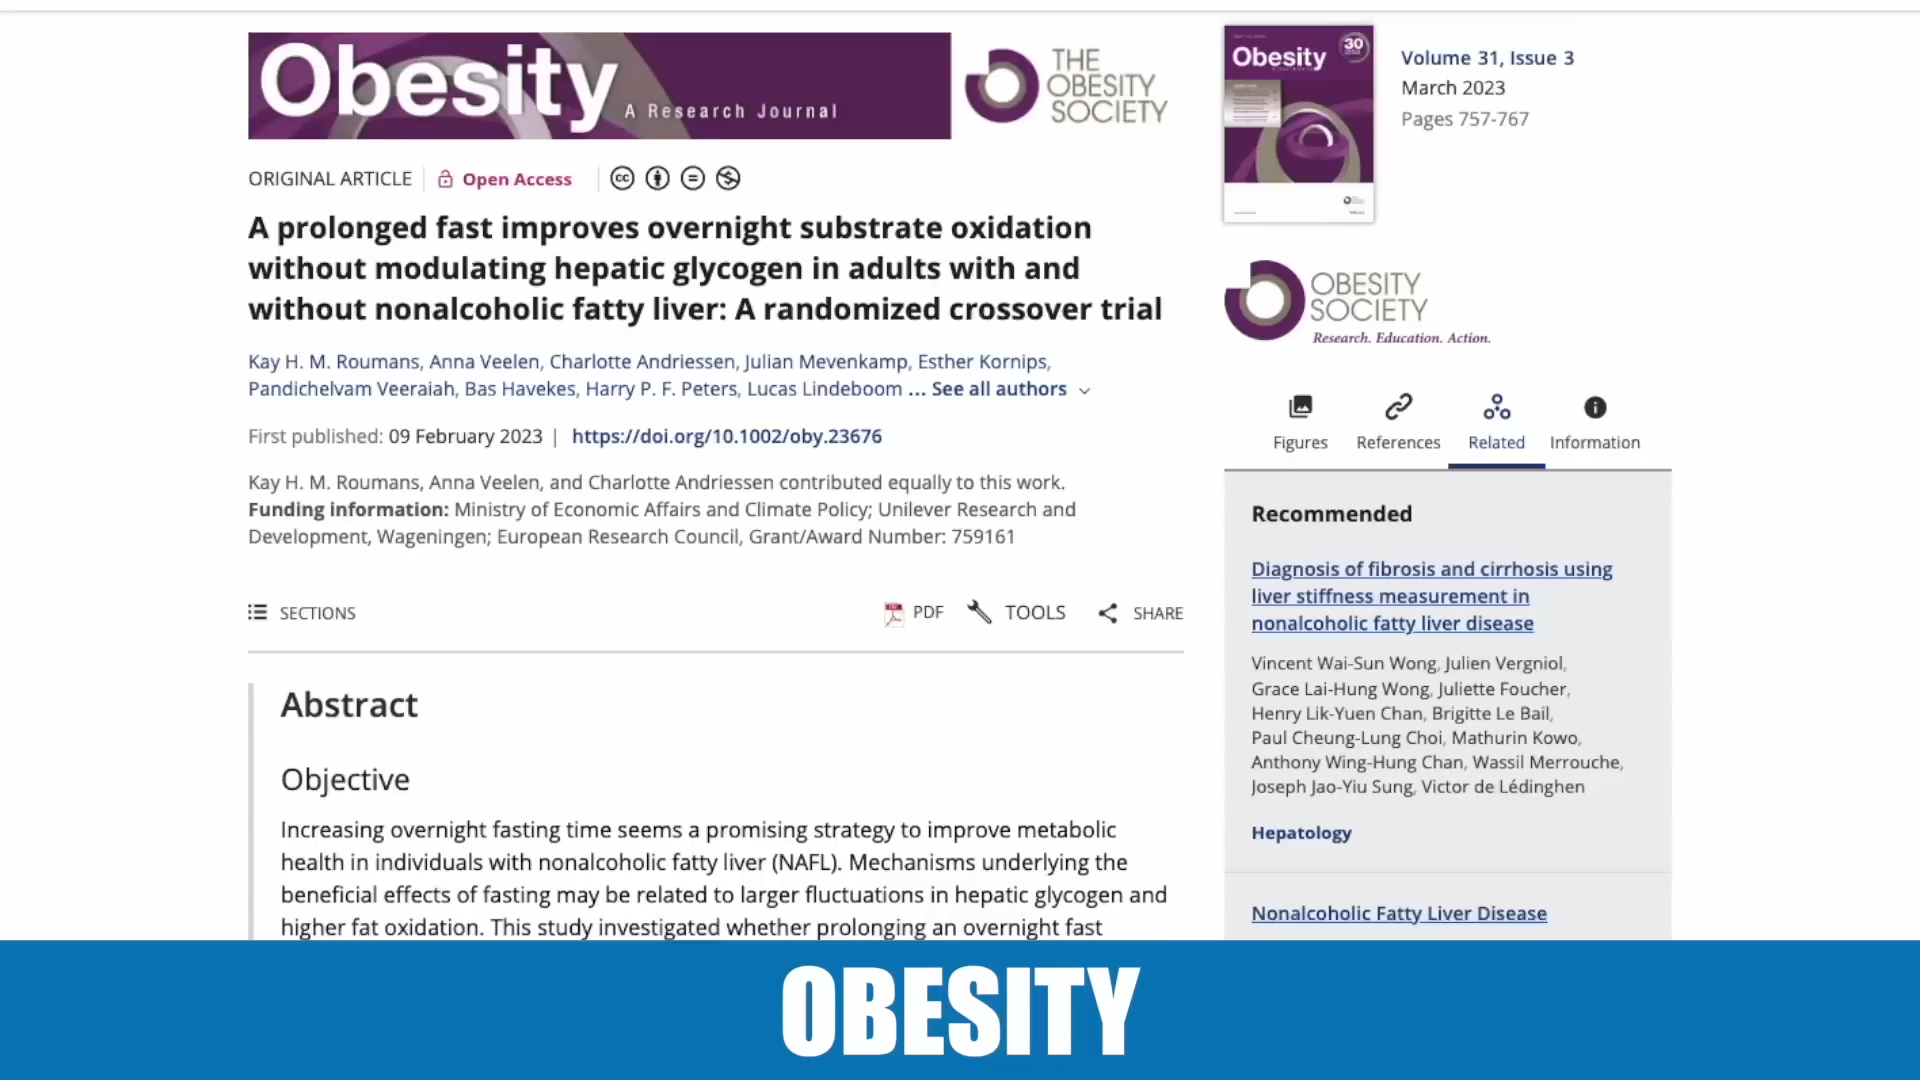 Obesity
A Research Journal
THE
OBESITY
SOCIETY
ORIGINAL ARTICLE
Open Access
A prolonged fast improves overnight substrate oxidation
without modulating hepatic glycogen in adults with and
without nonalcoholic fatty liver: A randomized crossover trial
Kay H. M. Roumans, Anna Veelen, Charlotte Andriessen, Julian Mevenkamp, Esther Kornips,
Pandichelvam Veeraiah, Bas Havekes, Harry P. F. Peters, Lucas Lindeboom ... See all authors
First published: 09 February 2023 | https://doi.org/10.1002/oby.23676
Kay H. M. Roumans, Anna Veelen, and Charlotte Andriessen contributed equally to this work.
Funding information: Ministry of Economic Affairs and Climate Policy; Unilever Research and
Development, Wageningen; European Research Council, Grant/Award Number: 759161
SECTIONS
PDF TOOLS SHARE
Abstract
Objective
Increasing overnight fasting time seems a promising strategy to improve metabolic
health in individuals with nonalcoholic fatty liver (NAFL). Mechanisms underlying the
beneficial effects of fasting may be related to larger fluctuations in hepatic glycogen and
higher fat oxidation. This study investigated whether prolonging an overnight fast
Obesity
30
Volume 31, Issue 3
March 2023
Pages 757-767
OBESITY
SOCIETY
Research. Education. Action.
Figures References Related Information
Recommended
Diagnosis of fibrosis and cirrhosis using
liver stiffness measurement in
nonalcoholic fatty liver disease
Vincent Wai-Sun Wong, Julien Vergniol,
Grace Lai-Hung Wong, Juliette Foucher,
Henry Lik-Yuen Chan, Brigitte Le Bail,
Paul Cheung-Lung Choi, Mathurin Kowo,
Anthony Wing-Hung Chan, Wassil Merrouche,
Joseph Jao-Yiu Sung, Victor de Lédinghen
Hepatology
Nonalcoholic Fatty Liver Disease
OBESITY